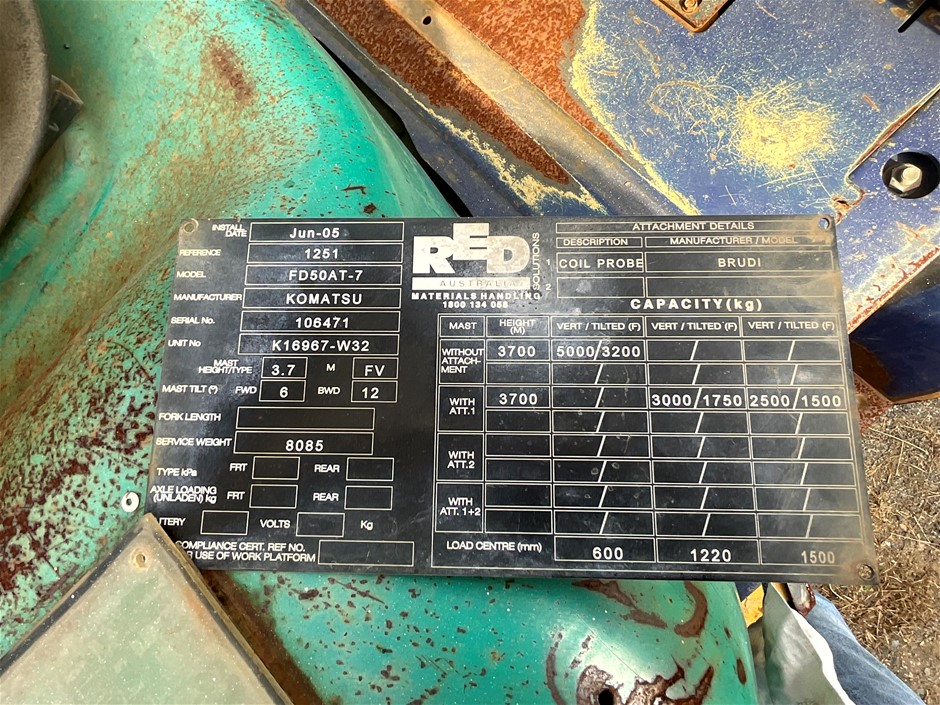 INSTALL DATE Jun-05
REFERENCE 1251
MODEL FD50AT-7
MANUFACTURER KOMATSU
SERIAL No. 106471
UNIT No K16967-W32
MAST HEIGHT/TYPE 3.7 M FV
MAST TILT (°) FWD 6 BWD 12
FORK LENGTH
SERVICE WEIGHT 8085
TYPE kPs FRT REAR
AXLE LOADING (UNLADEN) kg FRT REAR
TTERY VOLTS Kg
COMPLIANCE CERT. REF NO.
R USE OF WORK PLATFORM
RED
AUSTRALIA
SOLUTIONS
MATERIALS HANDLING
1800 134 058
ATTACHMENT DETAILS
DESCRIPTION MANUFACTURER / MODEL
1 COIL PROBE BRUDI
2
CAPACITY (kg)
MAST HEIGHT (M) VERT / TILTED (F) VERT / TILTED (F) VERT / TILTED (F)
WITHOUT ATTACH-MENT 3700 5000/3200 / /
/ / /
WITH ATT.1 3700 / 3000/1750 2500/1500
/ / /
WITH ATT.2 / / /
/ / /
WITH ATT. 1+2 / / /
/ / /
LOAD CENTRE (mm) 600 1220 1500